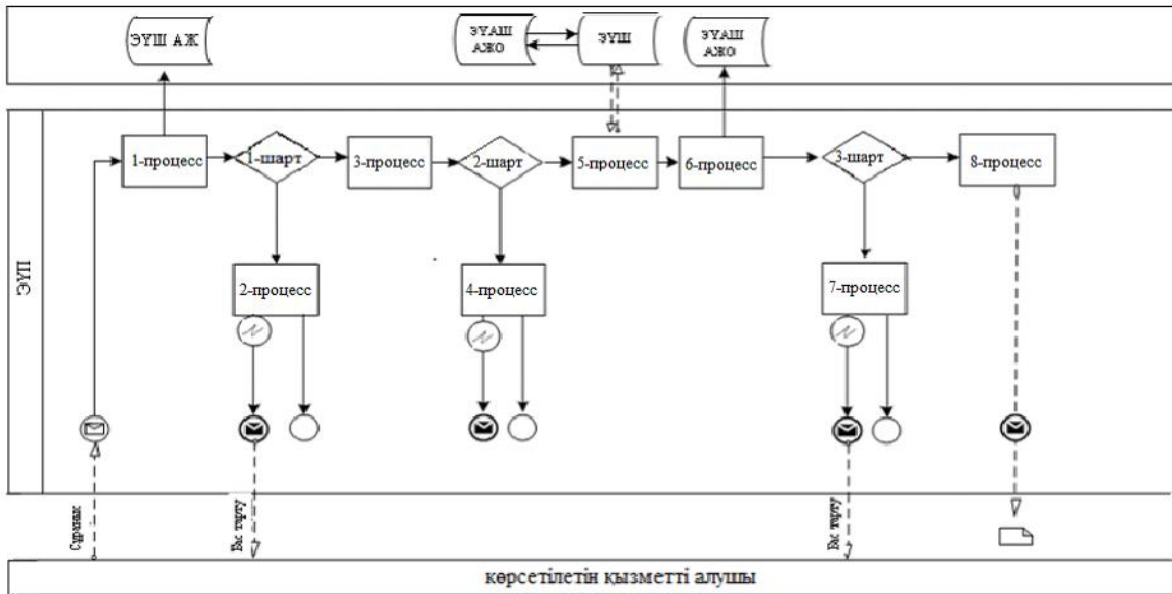 ЭҮШ АЖ
ЭҮАШ
АЖО
ЭҮШ
ЭҮАШ
АЖО
ЭҮП
1-процесс
1-шарт
3-процесс
2-шарт
5-процесс
6-процесс
3-шарт
8-процесс
2-процесс
4-процесс
7-процесс
Сұраныс
Бас тарту
Бас тарту
көрсетілетін қызметті алушы